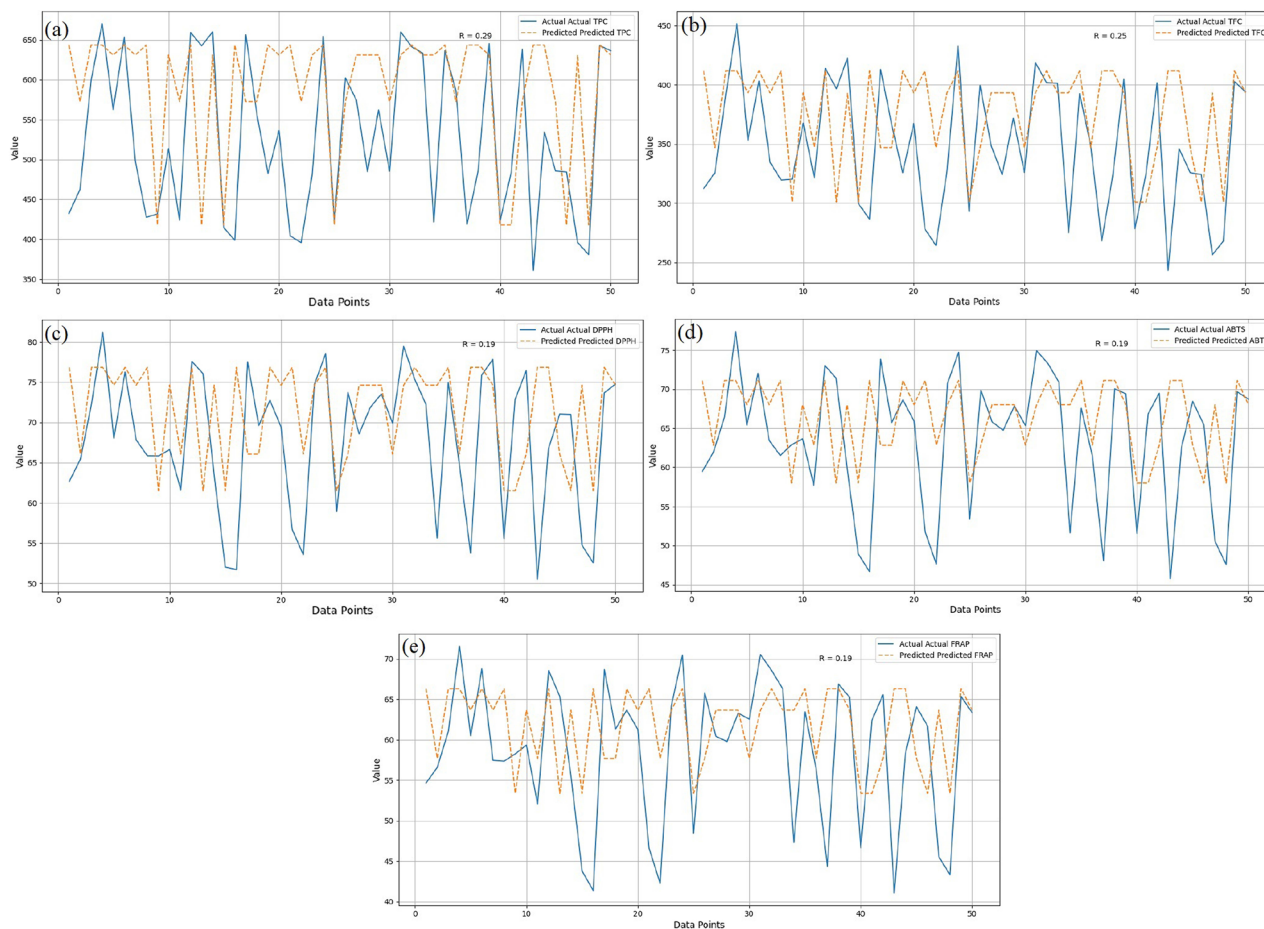 (a)
Actual Actual TPC
Predicted Predicted TPC
R = 0.29
650
600
550
500
450
400
350
Value
0 10 20 30 40 50
Data Points
(b)
Actual Actual TFC
Predicted Predicted TFC
R = 0.25
450
400
350
300
250
Value
0 10 20 30 40 50
Data Points
(c)
Actual Actual DPPH
Predicted Predicted DPPH
R = 0.19
80
75
70
65
60
55
50
Value
0 10 20 30 40 50
Data Points
(d)
Actual Actual ABTS
Predicted Predicted ABT
R = 0.19
75
70
65
60
55
50
45
Value
0 10 20 30 40 50
Data Points
(e)
Actual Actual FRAP
Predicted Predicted FRAP
R = 0.19
70
65
60
55
50
45
40
Value
0 10 20 30 40 50
Data Points